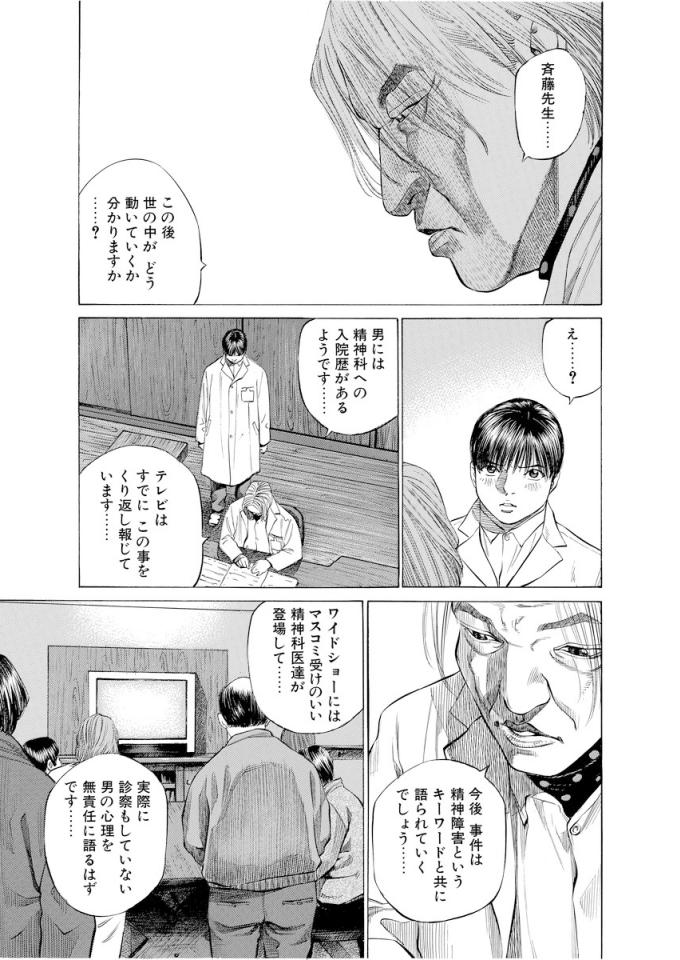 斉藤先生……
この後
世の中が どう
動いていくか
分かりますか
……？
え……？
男には
精神科への
入院歴がある
ようです……
テレビは
すでに この事を
くり返し報じて
います……
今後 事件は
精神障害という
キーワードと共に
語られていく
でしょう……
ワイドショーには
マスコミ受けのいい
精神科医達が
登場して……
実際に
診察もしていない
男の心理を
無責任に語るはず
です……